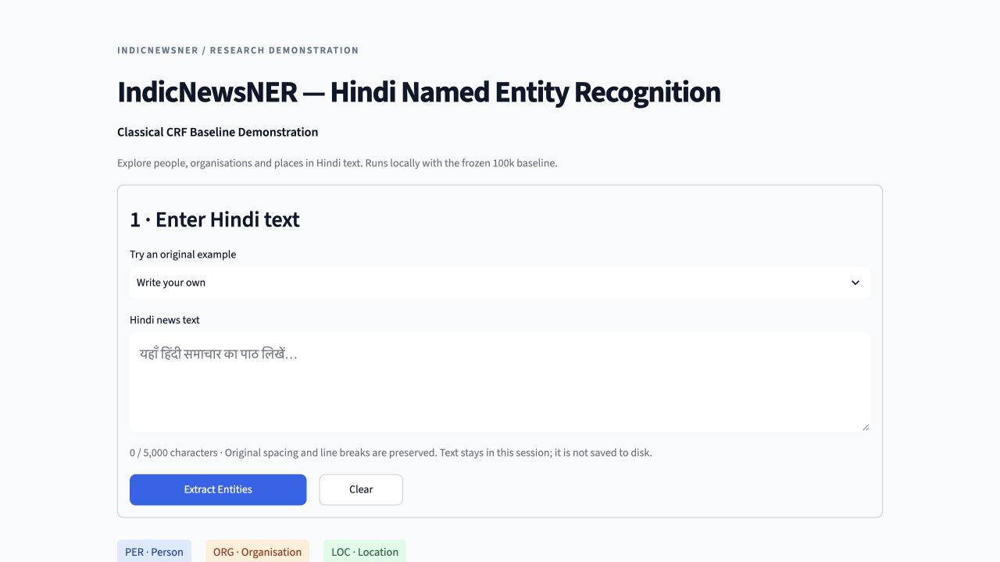 INDICNEWSNER / RESEARCH DEMONSTRATION
IndicNewsNER — Hindi Named Entity Recognition
Classical CRF Baseline Demonstration
Explore people, organisations and places in Hindi text. Runs locally with the frozen 100k baseline.
1 · Enter Hindi text
Try an original example
Write your own
Hindi news text
यहाँ हिंदी समाचार का पाठ लिखें…
0 / 5,000 characters · Original spacing and line breaks are preserved. Text stays in this session; it is not saved to disk.
Extract Entities Clear
PER · Person ORG · Organisation LOC · Location